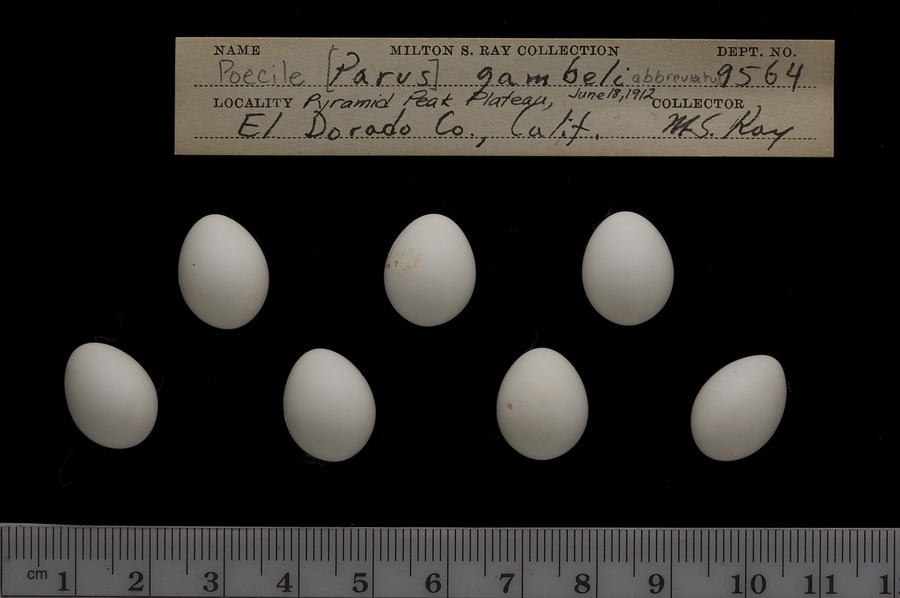 NAME MILTON S. RAY COLLECTION DEPT. NO.
Poecile [Parus] gambeli abbreviatus 9564
LOCALITY Pyramid Peak Plateau, June 18, 1912 COLLECTOR
El Dorado Co., Calif. M.S. Ray
cm 1 2 3 4 5 6 7 8 9 10 11 1